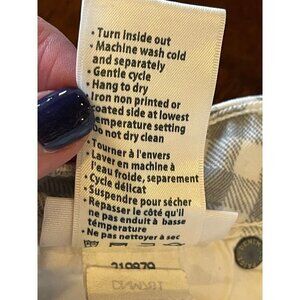 • Turn inside out
• Machine wash cold
and separately
• Gentle cycle
• Hang to dry
Iron non printed or
coated side at lowest
temperature setting
Do not dry clean
• Tourner à l'envers
• Laver en machine à
l'eau froide, separement
• Cycle délicat
• Suspendre pour sécher
• Repasser le côté qu'il
ne pas enduit à basse
témperature
• Ne pas nettoyer à sec
219879